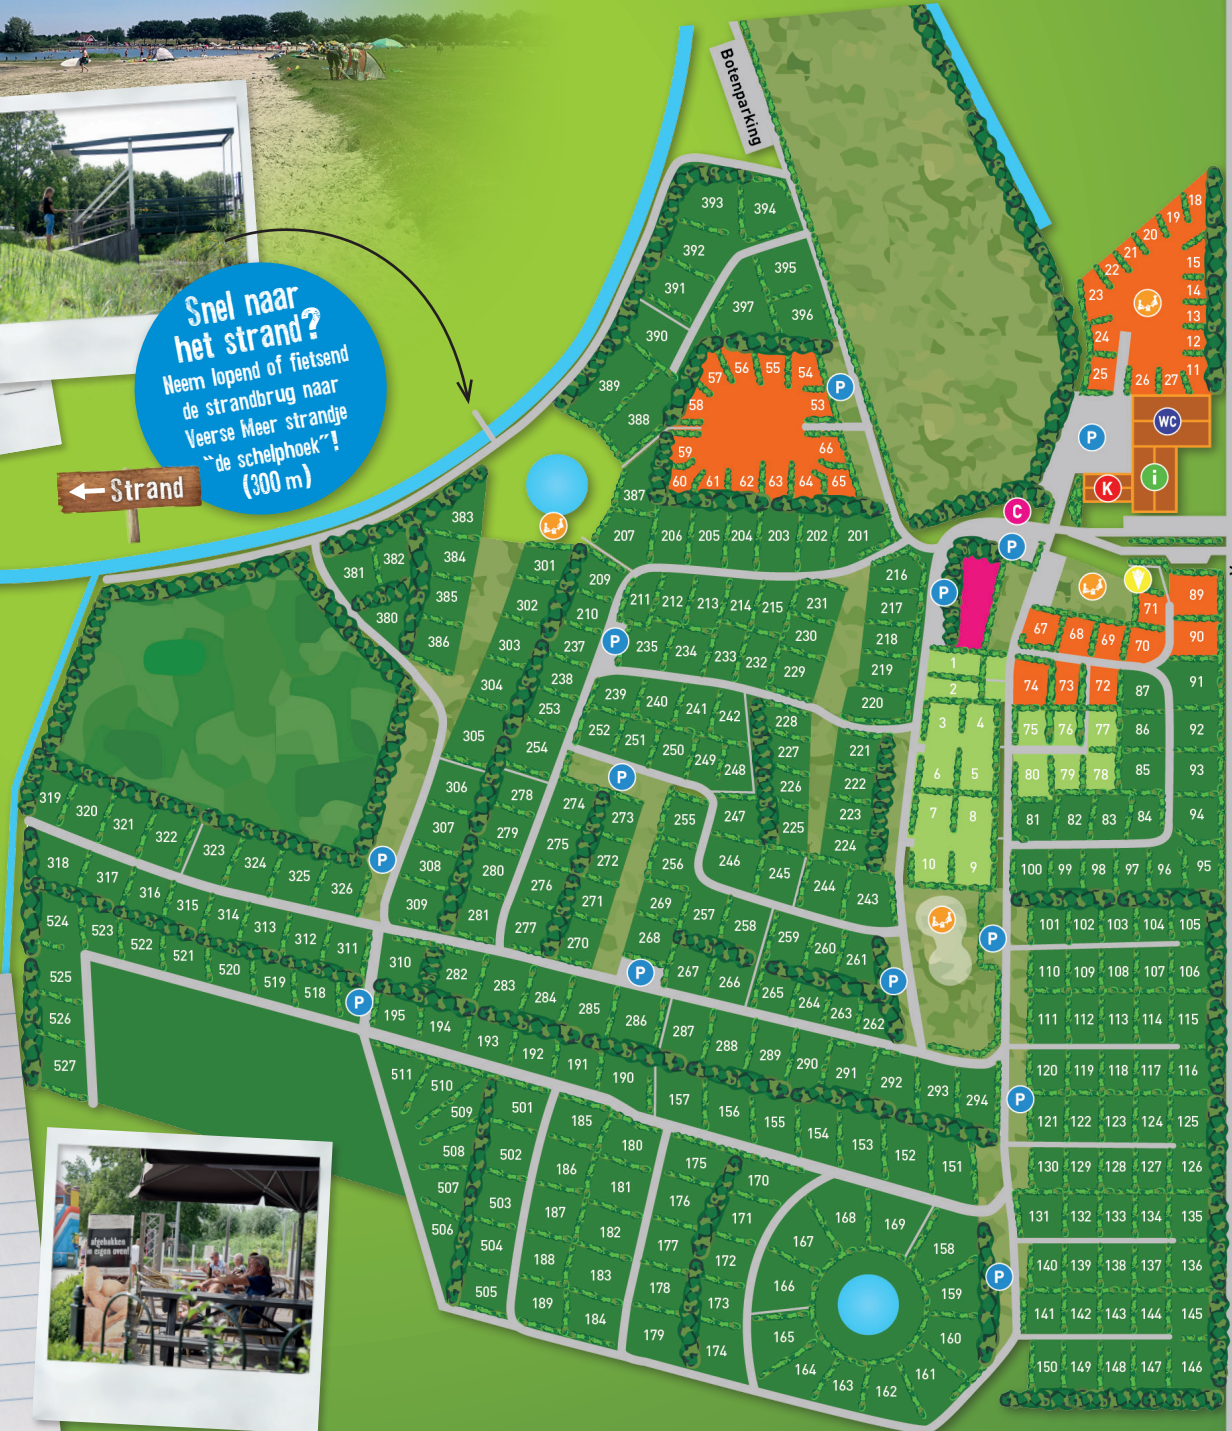 Botenparking
Snel naar
het strand?
Neem lopend of fietsend
de strandbrug naar
Veerse Meer strandje
"de schelphoek"!
(300 m)
← Strand
393 394
392
391
395
397 396
390
389
388
387
57 56 55 54
58 53
59 66
60 61 62 63 64 65
P
18
19
20
21
22
23
15
14
13
12
11
24
25 26 27
WC
P
K i
C
P
P
207 206 205 204 203 202 201
383
382 384
381 385
380 386
301 209
302 210
303 237
304 238
253
305 254
211 212 213 214 215 231
P 235 234 233 232 230
229
216
217
218
219
220
239 240 241 242
252 251 250 249 248
228
227
226
225
221
222
223
224
P
67 68 69 70 71
89
90
1
2
3 4
6 5
7 8
10 9
74 73 72 87 91
75 76 77 86 92
80 79 78 85 93
81 82 83 84 94
100 99 98 97 96 95
306 278
307 279
308 280
309 281
274 273
275 272
276 271
277 270
255 247
256 246 245 244 243
269 257 258 259 260 261
268 267 266 265 264 263 262
P
P
P
P
319 320 321 322 323 324 325 326
318 317 316 315 314 313 312 311
524 523 522 521 520 519 518
525
526
527
P
310 282 283 284 285 286 287 288 289 290 291 292 293 294
195 194 193 192 191 190 157 156 155 154 153 152 151
101 102 103 104 105
110 109 108 107 106
111 112 113 114 115
120 119 118 117 116
P
121 122 123 124 125
130 129 128 127 126
131 132 133 134 135
140 139 138 137 136
P
141 142 143 144 145
150 149 148 147 146
511 510
509 501
508 502
507 503
506 504
505
185 180
186 181
187 182
188 183
189 184
175 170
176 171
177 172
178 173
179 174
168 169
167 158
166 159
165 160
164 163 162 161
afgebakken
eigen oven!